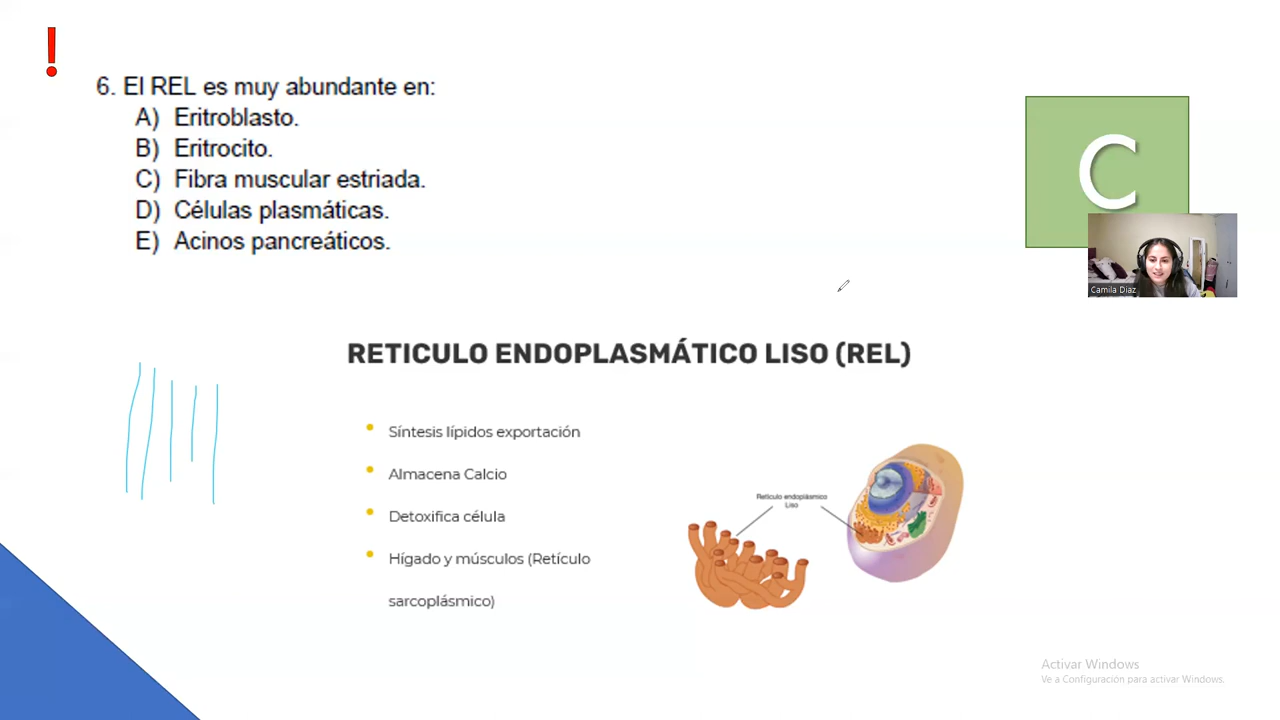 !
6. El REL es muy abundante en:
A) Eritroblasto.
B) Eritrocito.
C) Fibra muscular estriada.
D) Células plasmáticas.
E) Acinos pancreáticos.
C
Camila Diaz
RETICULO ENDOPLASMÁTICO LISO (REL)
Síntesis lípidos exportación
Almacena Calcio
Detoxifica célula
Hígado y músculos (Retículo
sarcoplásmico)
Retículo endoplásmico
Liso
Activar Windows
Ve a Configuración para activar Windows.